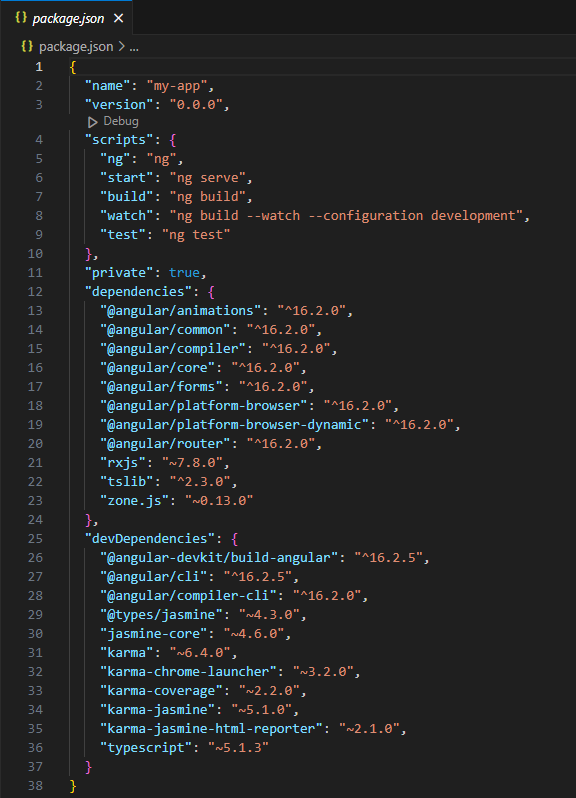 {} package.json ×
{} package.json > ...
1 {
2 "name": "my-app",
3 "version": "0.0.0",
Debug
4 "scripts": {
5 "ng": "ng",
6 "start": "ng serve",
7 "build": "ng build",
8 "watch": "ng build --watch --configuration development",
9 "test": "ng test"
10 },
11 "private": true,
12 "dependencies": {
13 "@angular/animations": "^16.2.0",
14 "@angular/common": "^16.2.0",
15 "@angular/compiler": "^16.2.0",
16 "@angular/core": "^16.2.0",
17 "@angular/forms": "^16.2.0",
18 "@angular/platform-browser": "^16.2.0",
19 "@angular/platform-browser-dynamic": "^16.2.0",
20 "@angular/router": "^16.2.0",
21 "rxjs": "~7.8.0",
22 "tslib": "^2.3.0",
23 "zone.js": "~0.13.0"
24 },
25 "devDependencies": {
26 "@angular-devkit/build-angular": "^16.2.5",
27 "@angular/cli": "^16.2.5",
28 "@angular/compiler-cli": "^16.2.0",
29 "@types/jasmine": "~4.3.0",
30 "jasmine-core": "~4.6.0",
31 "karma": "~6.4.0",
32 "karma-chrome-launcher": "~3.2.0",
33 "karma-coverage": "~2.2.0",
34 "karma-jasmine": "~5.1.0",
35 "karma-jasmine-html-reporter": "~2.1.0",
36 "typescript": "~5.1.3"
37 }
38 }